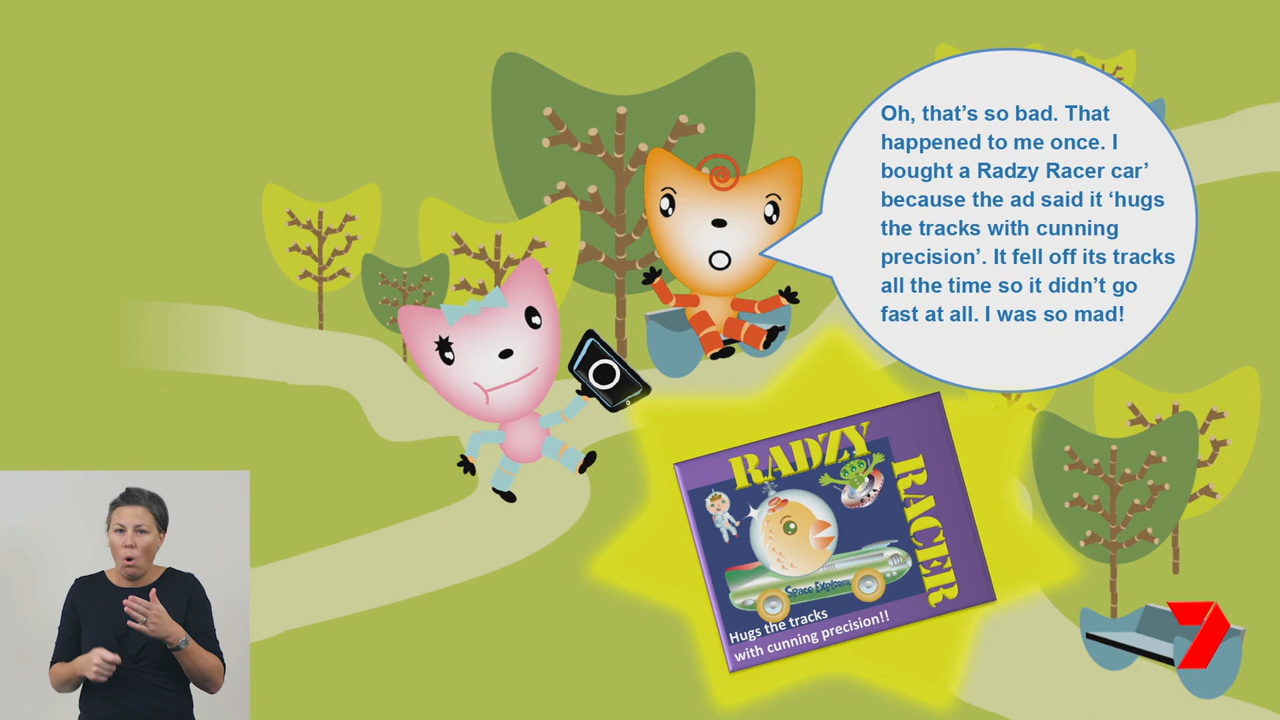 Oh, that's so bad. That
happened to me once. I
bought a Radzy Racer car’
because the ad said it ‘hugs
the tracks with cunning
precision’. It fell off its tracks
all the time so it didn’t go
fast at all. I was so mad!
RADZY
RACER
Space Explorer
Hugs the tracks
with cunning precision!!
7